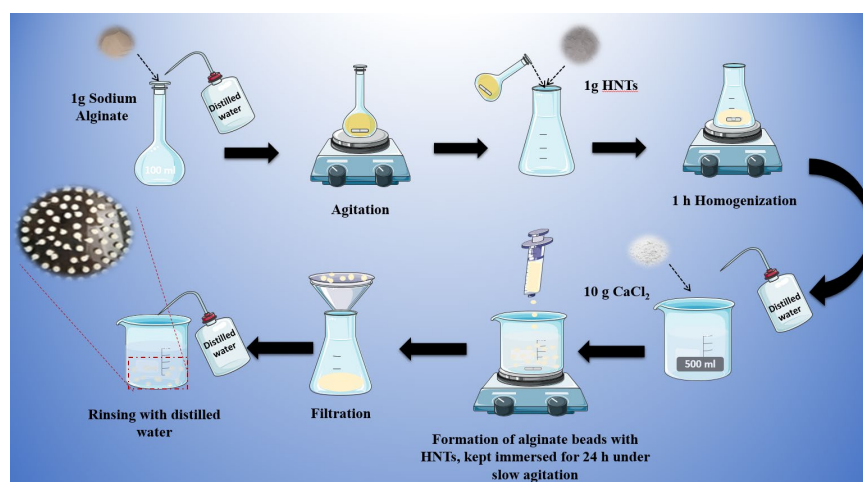 1g Sodium
Alginate
Distilled
water
100 ml
Agitation
1g HNTs
1 h Homogenization
10 g CaCl₂
Distilled
water
500 ml
Formation of alginate beads with
HNTs, kept immersed for 24 h under
slow agitation
Filtration
Distilled
water
Rinsing with distilled
water